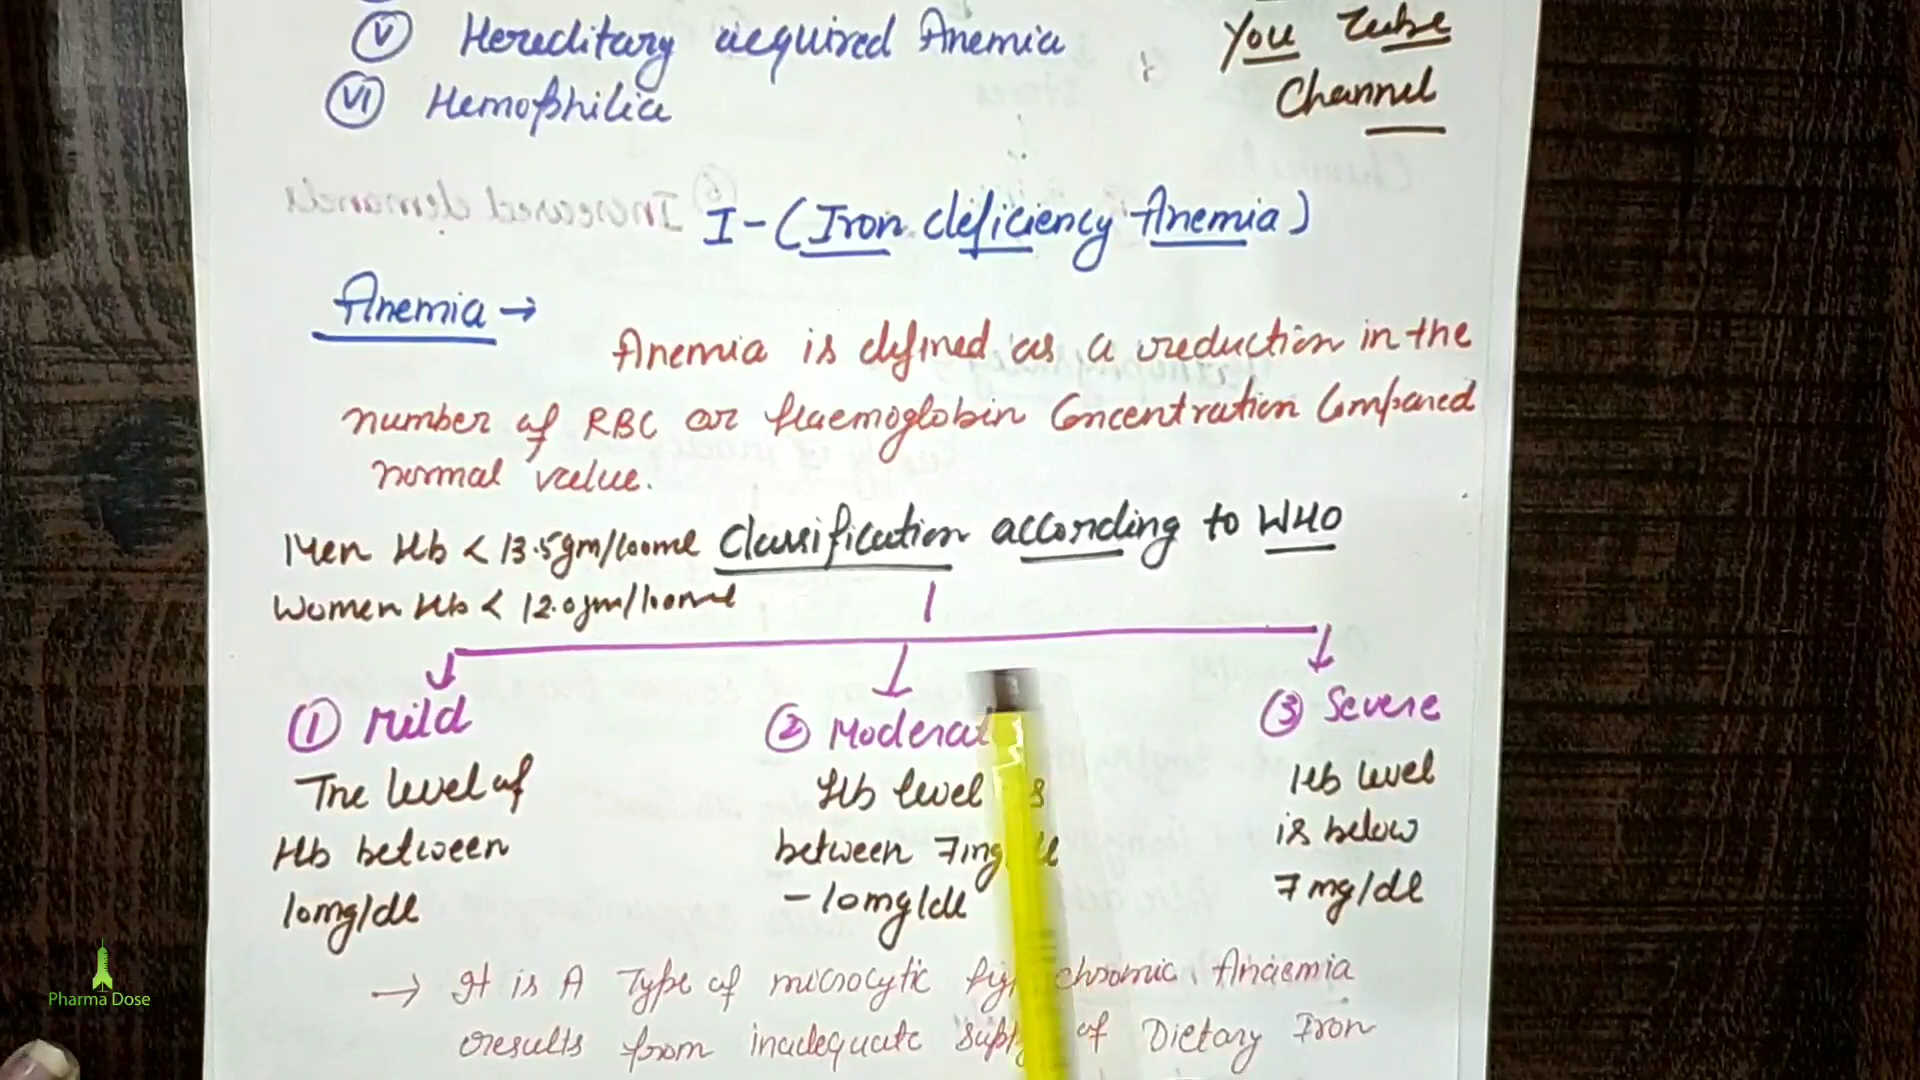 V Hereditary acquired Anemia
VI Hemophilia
You Tube
Channel
I-(Iron deficiency Anemia)
Anemia →
Anemia is defined as a reduction in the
number of RBC or Haemoglobin Concentration Compared
normal value.
Men Hb < 13.5gm/100ml
Women Hb < 12.0gm/100ml
Classification according to WHO
1 Mild
The level of
Hb between
10mg/dl
2 Moderat
Hb level
between 7mg
-10mg/dl
3 Severe
Hb level
is below
7mg/dl
→ It is A Type of microcytic chromic Anaemia
results from inadequate of Dietary Iron
Pharma Dose
Increased demands